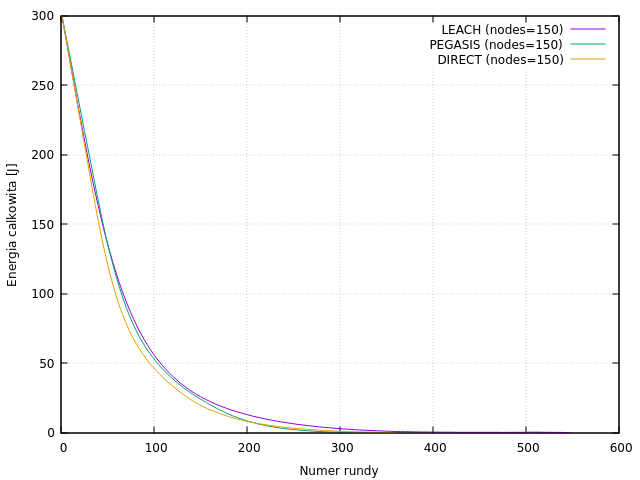 300
250
200
150
100
50
0
0 100 200 300 400 500 600
Energia calkowita [J]
Numer rundy
LEACH (nodes=150)
PEGASIS (nodes=150)
DIRECT (nodes=150)